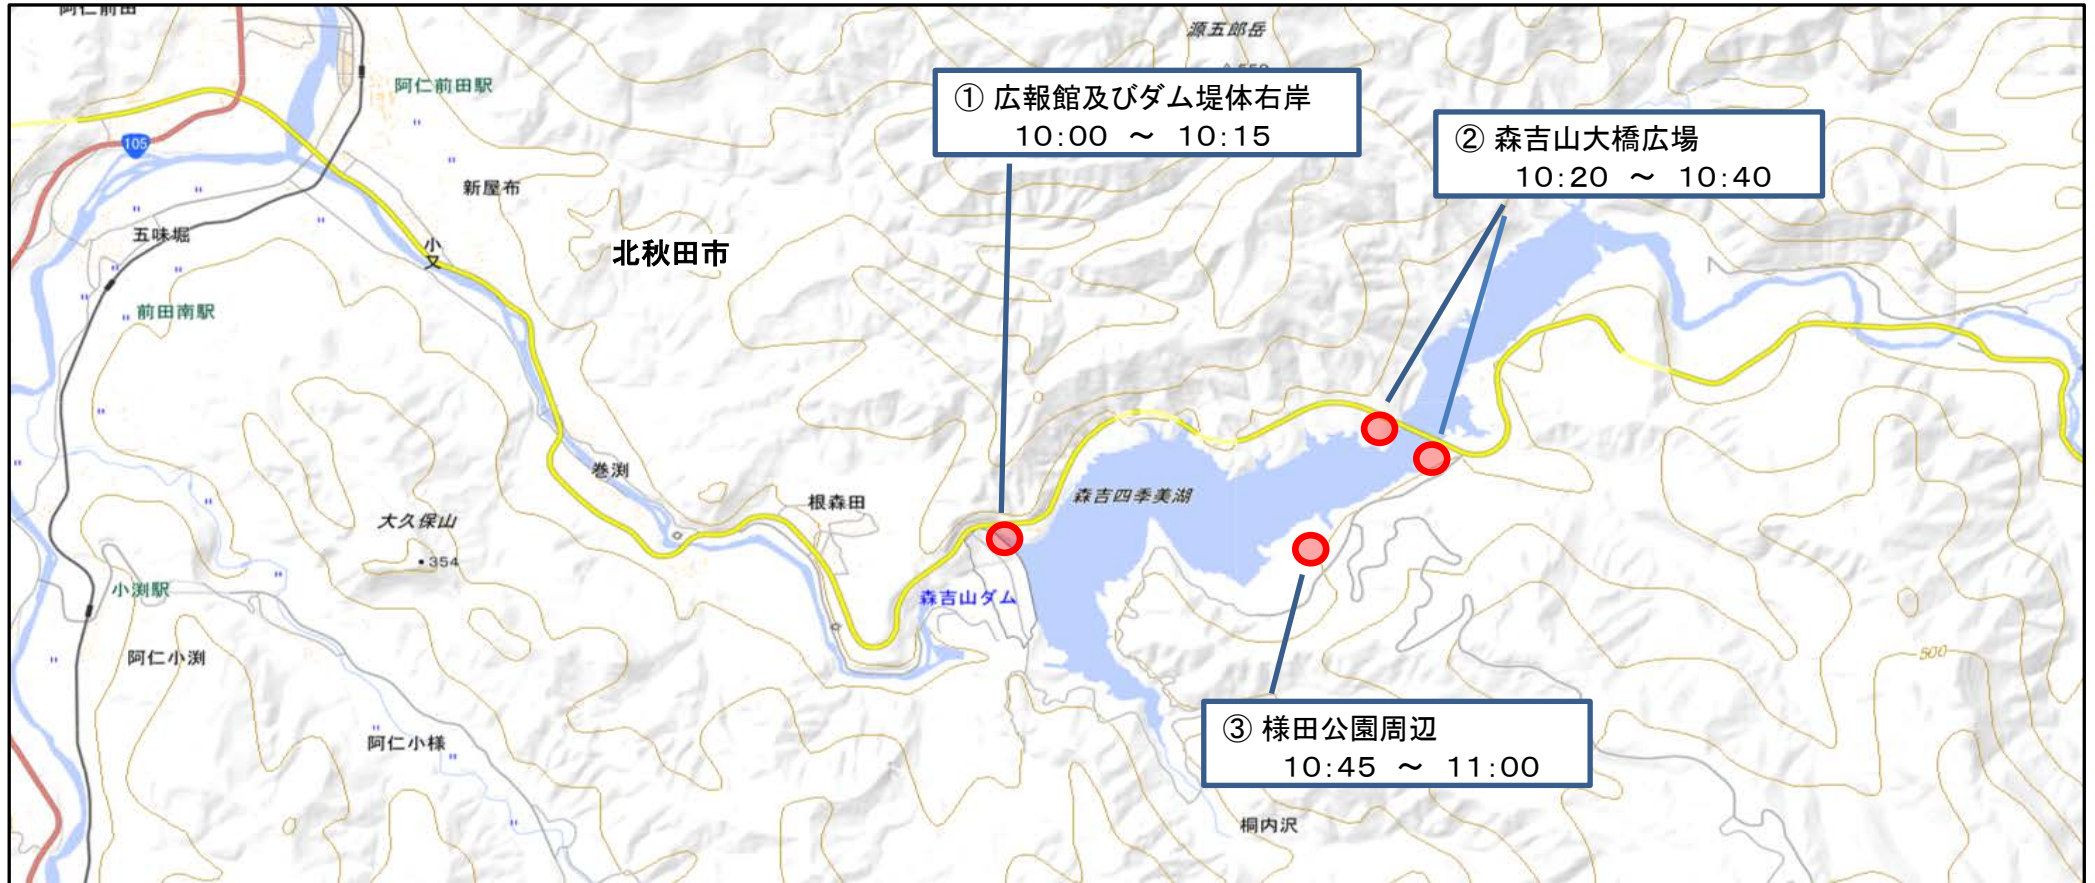 阿仁前田
源五郎岳
阿仁前田駅
① 広報館及びダム堤体右岸
10:00 ～ 10:15
② 森吉山大橋広場
10:20 ～ 10:40
105
新屋布
五味堀
小又
北秋田市
前田南駅
巻渕
根森田
森吉四季美湖
大久保山
354
小渕駅
森吉山ダム
阿仁小渕
500
③ 様田公園周辺
10:45 ～ 11:00
阿仁小様
桐内沢